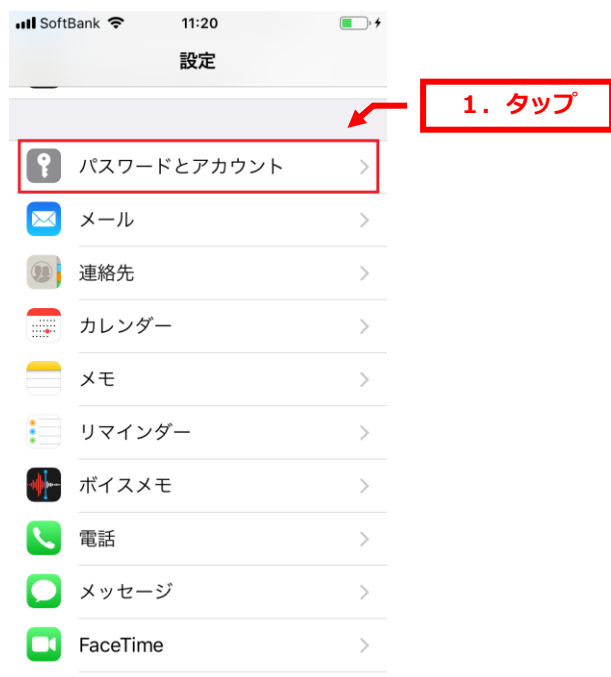 SoftBank 11:20
設定
1. タップ
パスワードとアカウント
メール
連絡先
カレンダー
メモ
リマインダー
ボイスメモ
電話
メッセージ
FaceTime